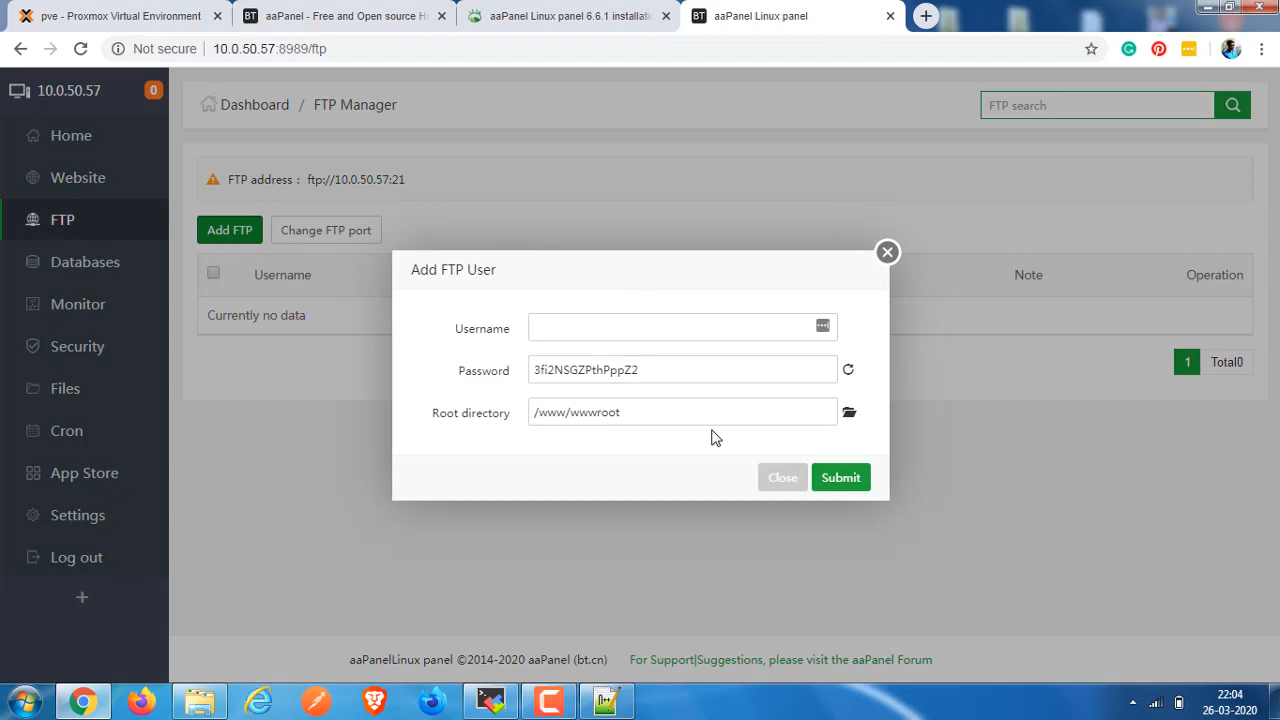 pve - Proxmox Virtual Environment
aaPanel - Free and Open source Ho
aaPanel Linux panel 6.6.1 installatio
BT aaPanel Linux panel
Not secure 10.0.50.57:8989/ftp
10.0.50.57 0
Home
Website
FTP
Databases
Monitor
Security
Files
Cron
App Store
Settings
Log out
Dashboard / FTP Manager
FTP search
FTP address : ftp://10.0.50.57:21
Add FTP Change FTP port
Username Note Operation
Currently no data
1 Total0
Add FTP User
Username
Password 3fi2NSGZPthPppZ2
Root directory /www/wwwroot
Close Submit
aaPanelLinux panel ©2014-2020 aaPanel (bt.cn) For Support|Suggestions, please visit the aaPanel Forum
22:04
26-03-2020